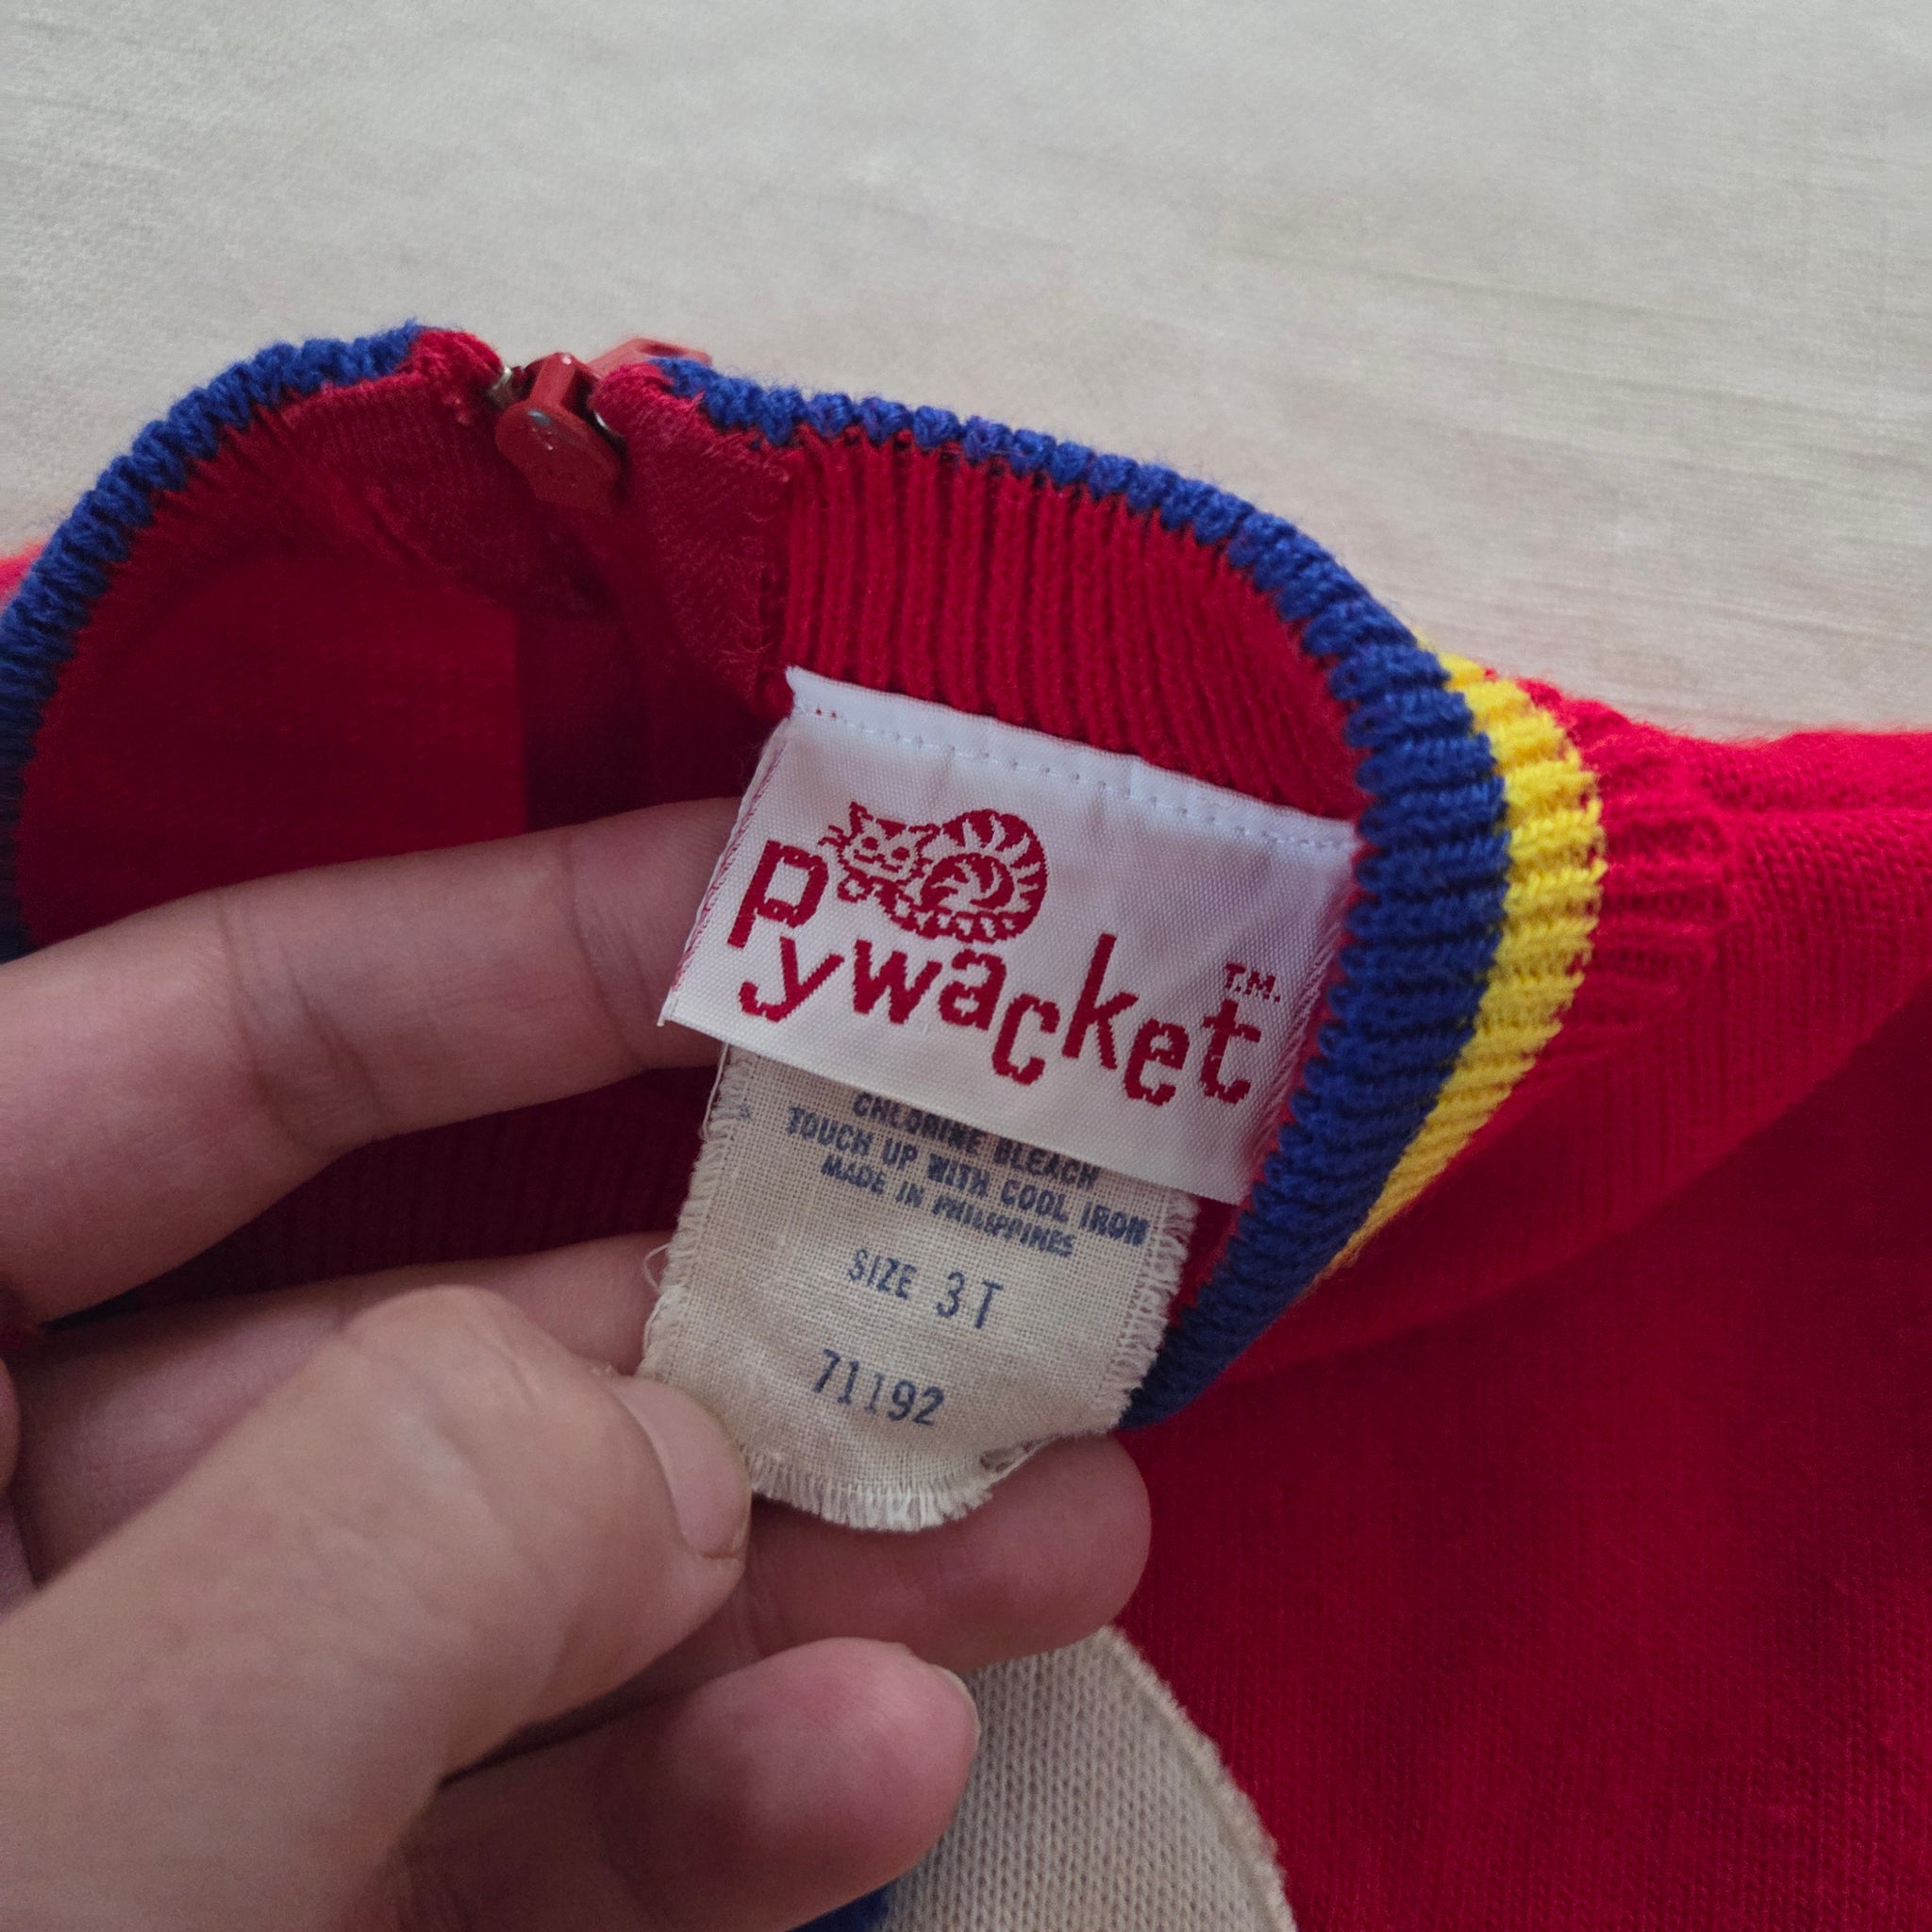 pywacket T.M.
CHLORINE BLEACH
TOUCH UP WITH COOL IRON
MADE IN PHILIPPINES
SIZE 3T
71192